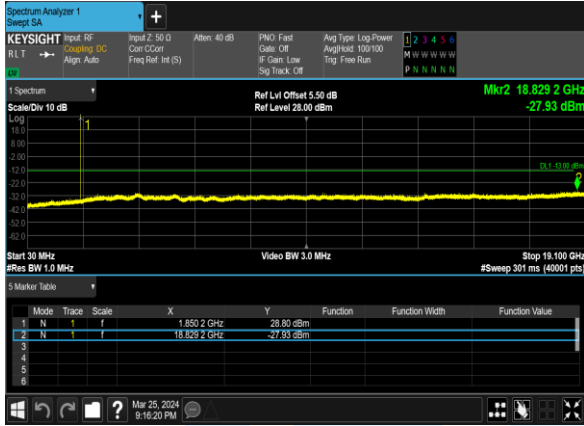 Spectrum Analyzer 1
Swept SA
+
KEYSIGHT Input: RF Input Z: 50 Ω Atten: 40 dB PNO: Fast Avg Type: Log-Power 1 2 3 4 5 6
RLT Coupling: DC Corr CCorr Gate: Off Avg|Hold: 100/100 M W W W W W
Align: Auto Freq Ref: Int (S) IF Gain: Low Trig: Free Run
LXI Sig Track: Off P N N N N N
1 Spectrum Ref Lvl Offset 5.50 dB Mkr2 18.829 2 GHz
Scale/Div 10 dB Ref Level 28.00 dBm -27.93 dBm
Log
1
18.0
8.00
-2.00
-12.0 DL1 -13.00 dBm
-22.0 2
-32.0
-42.0
-52.0
-62.0
Start 30 MHz Video BW 3.0 MHz Stop 19.100 GHz
#Res BW 1.0 MHz #Sweep 301 ms (40001 pts)
5 Marker Table
Mode Trace Scale X Y Function Function Width Function Value
1 N 1 f 1.850 2 GHz 28.80 dBm
2 N 1 f 18.829 2 GHz -27.93 dBm
3
4
5
6
? Mar 25, 2024
9:16:20 PM